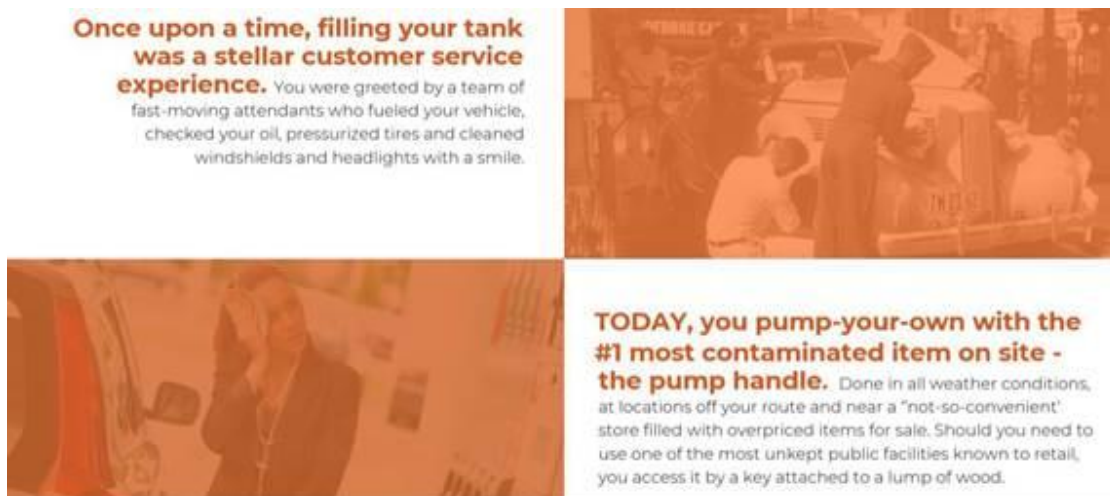 Once upon a time, filling your tank
was a stellar customer service
experience. You were greeted by a team of
fast-moving attendants who fueled your vehicle,
checked your oil, pressurized tires and cleaned
windshields and headlights with a smile.
TODAY, you pump-your-own with the
#1 most contaminated item on site -
the pump handle. Done in all weather conditions,
at locations off your route and near a "not-so-convenient'
store filled with overpriced items for sale. Should you need to
use one of the most unkept public facilities known to retail,
you access it by a key attached to a lump of wood.